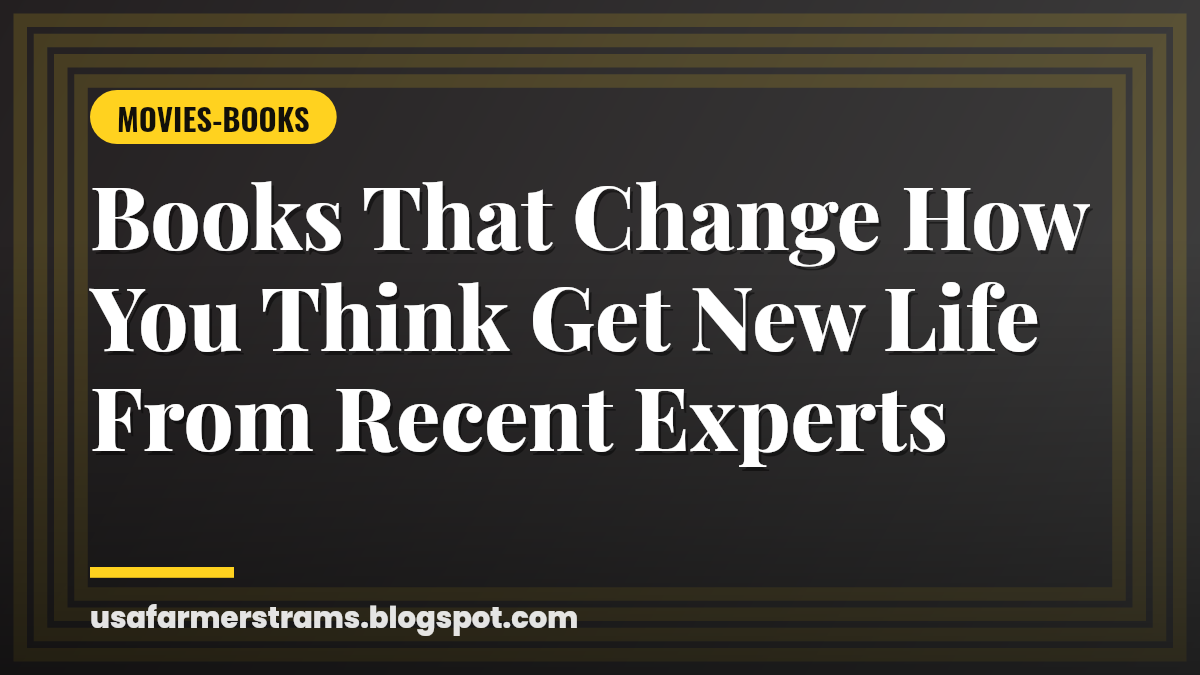 MOVIES-BOOKS
Books That Change How
You Think Get New Life
From Recent Experts
usafarmerstrams.blogspot.com